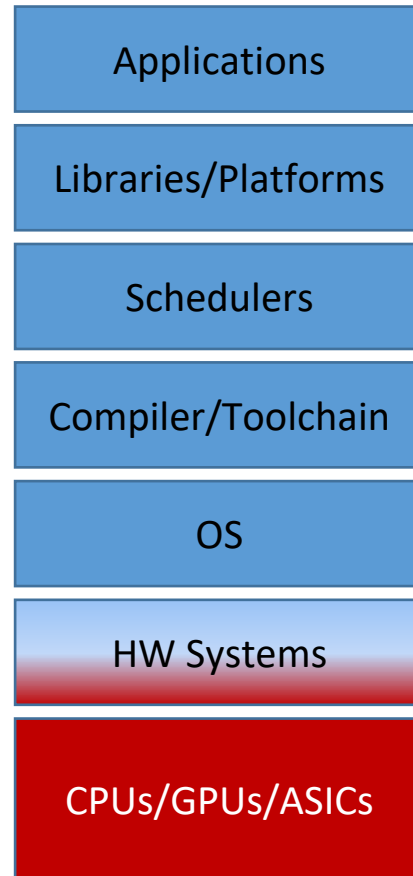 Applications
Libraries/Platforms
Schedulers
Compiler/Toolchain
OS
HW Systems
CPUs/GPUs/ASICs